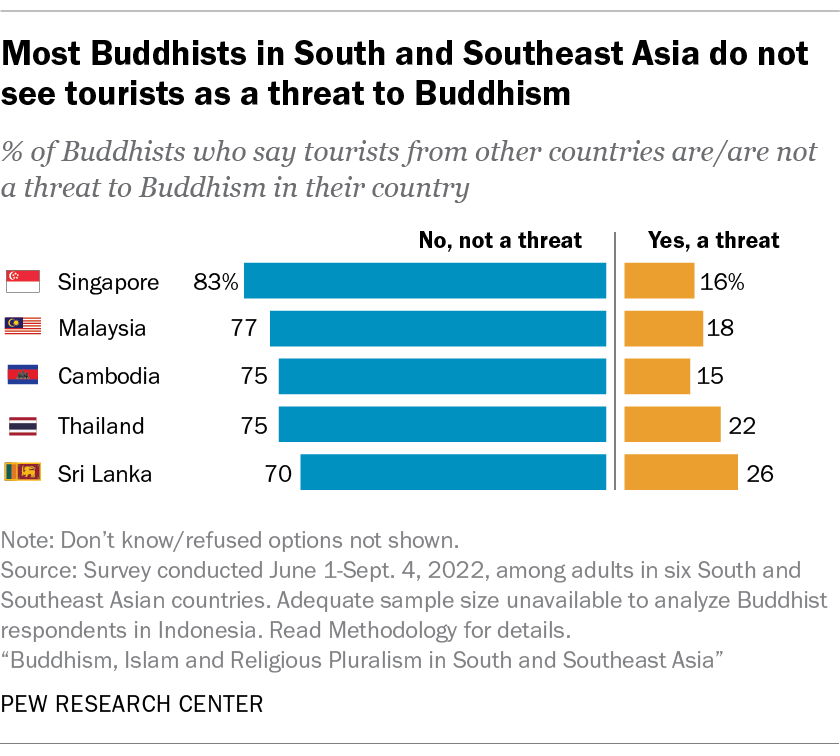 Most Buddhists in South and Southeast Asia do not
see tourists as a threat to Buddhism
% of Buddhists who say tourists from other countries are/are not
a threat to Buddhism in their country
No, not a threat Yes, a threat
Singapore 83% 16%
Malaysia 77 18
Cambodia 75 15
Thailand 75 22
Sri Lanka 70 26
Note: Don’t know/refused options not shown.
Source: Survey conducted June 1-Sept. 4, 2022, among adults in six South and
Southeast Asian countries. Adequate sample size unavailable to analyze Buddhist
respondents in Indonesia. Read Methodology for details.
“Buddhism, Islam and Religious Pluralism in South and Southeast Asia”
PEW RESEARCH CENTER